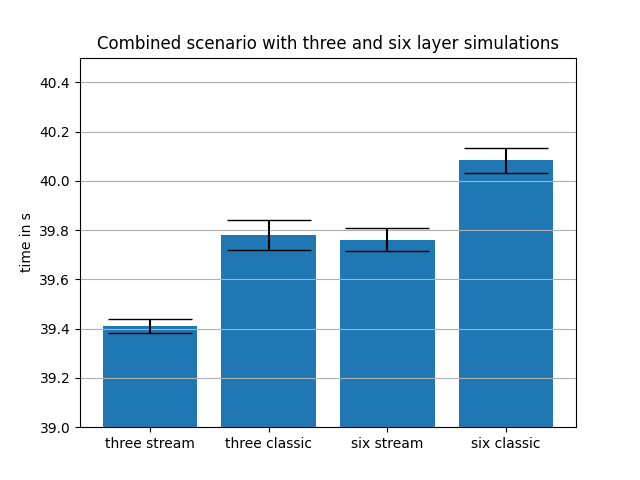 Combined scenario with three and six layer simulations
time in s
40.4
40.2
40.0
39.8
39.6
39.4
39.2
39.0
three stream three classic six stream six classic